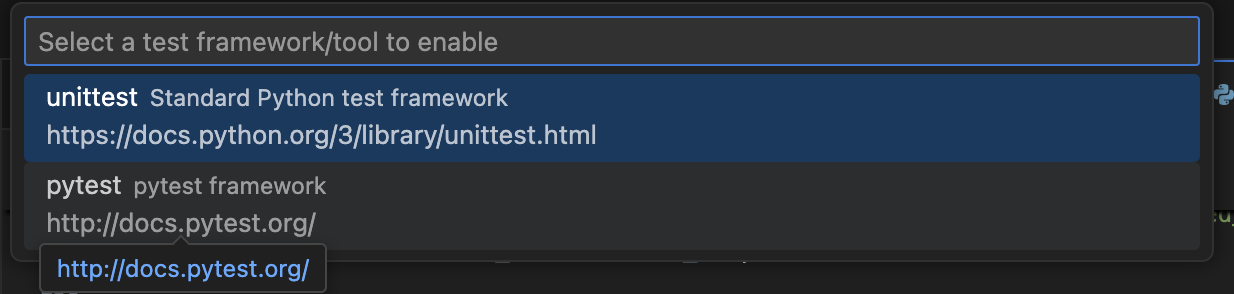 Select a test framework/tool to enable
unittest Standard Python test framework
https://docs.python.org/3/library/unittest.html
pytest pytest framework
http://docs.pytest.org/
http://docs.pytest.org/